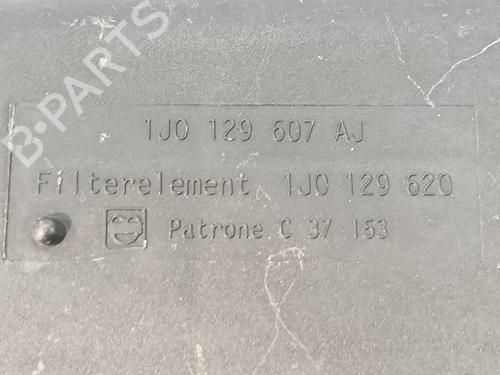 B-PARTS
1J0 129 607 AJ
Filterelement 1J0 129 620
Patrone C 37 153